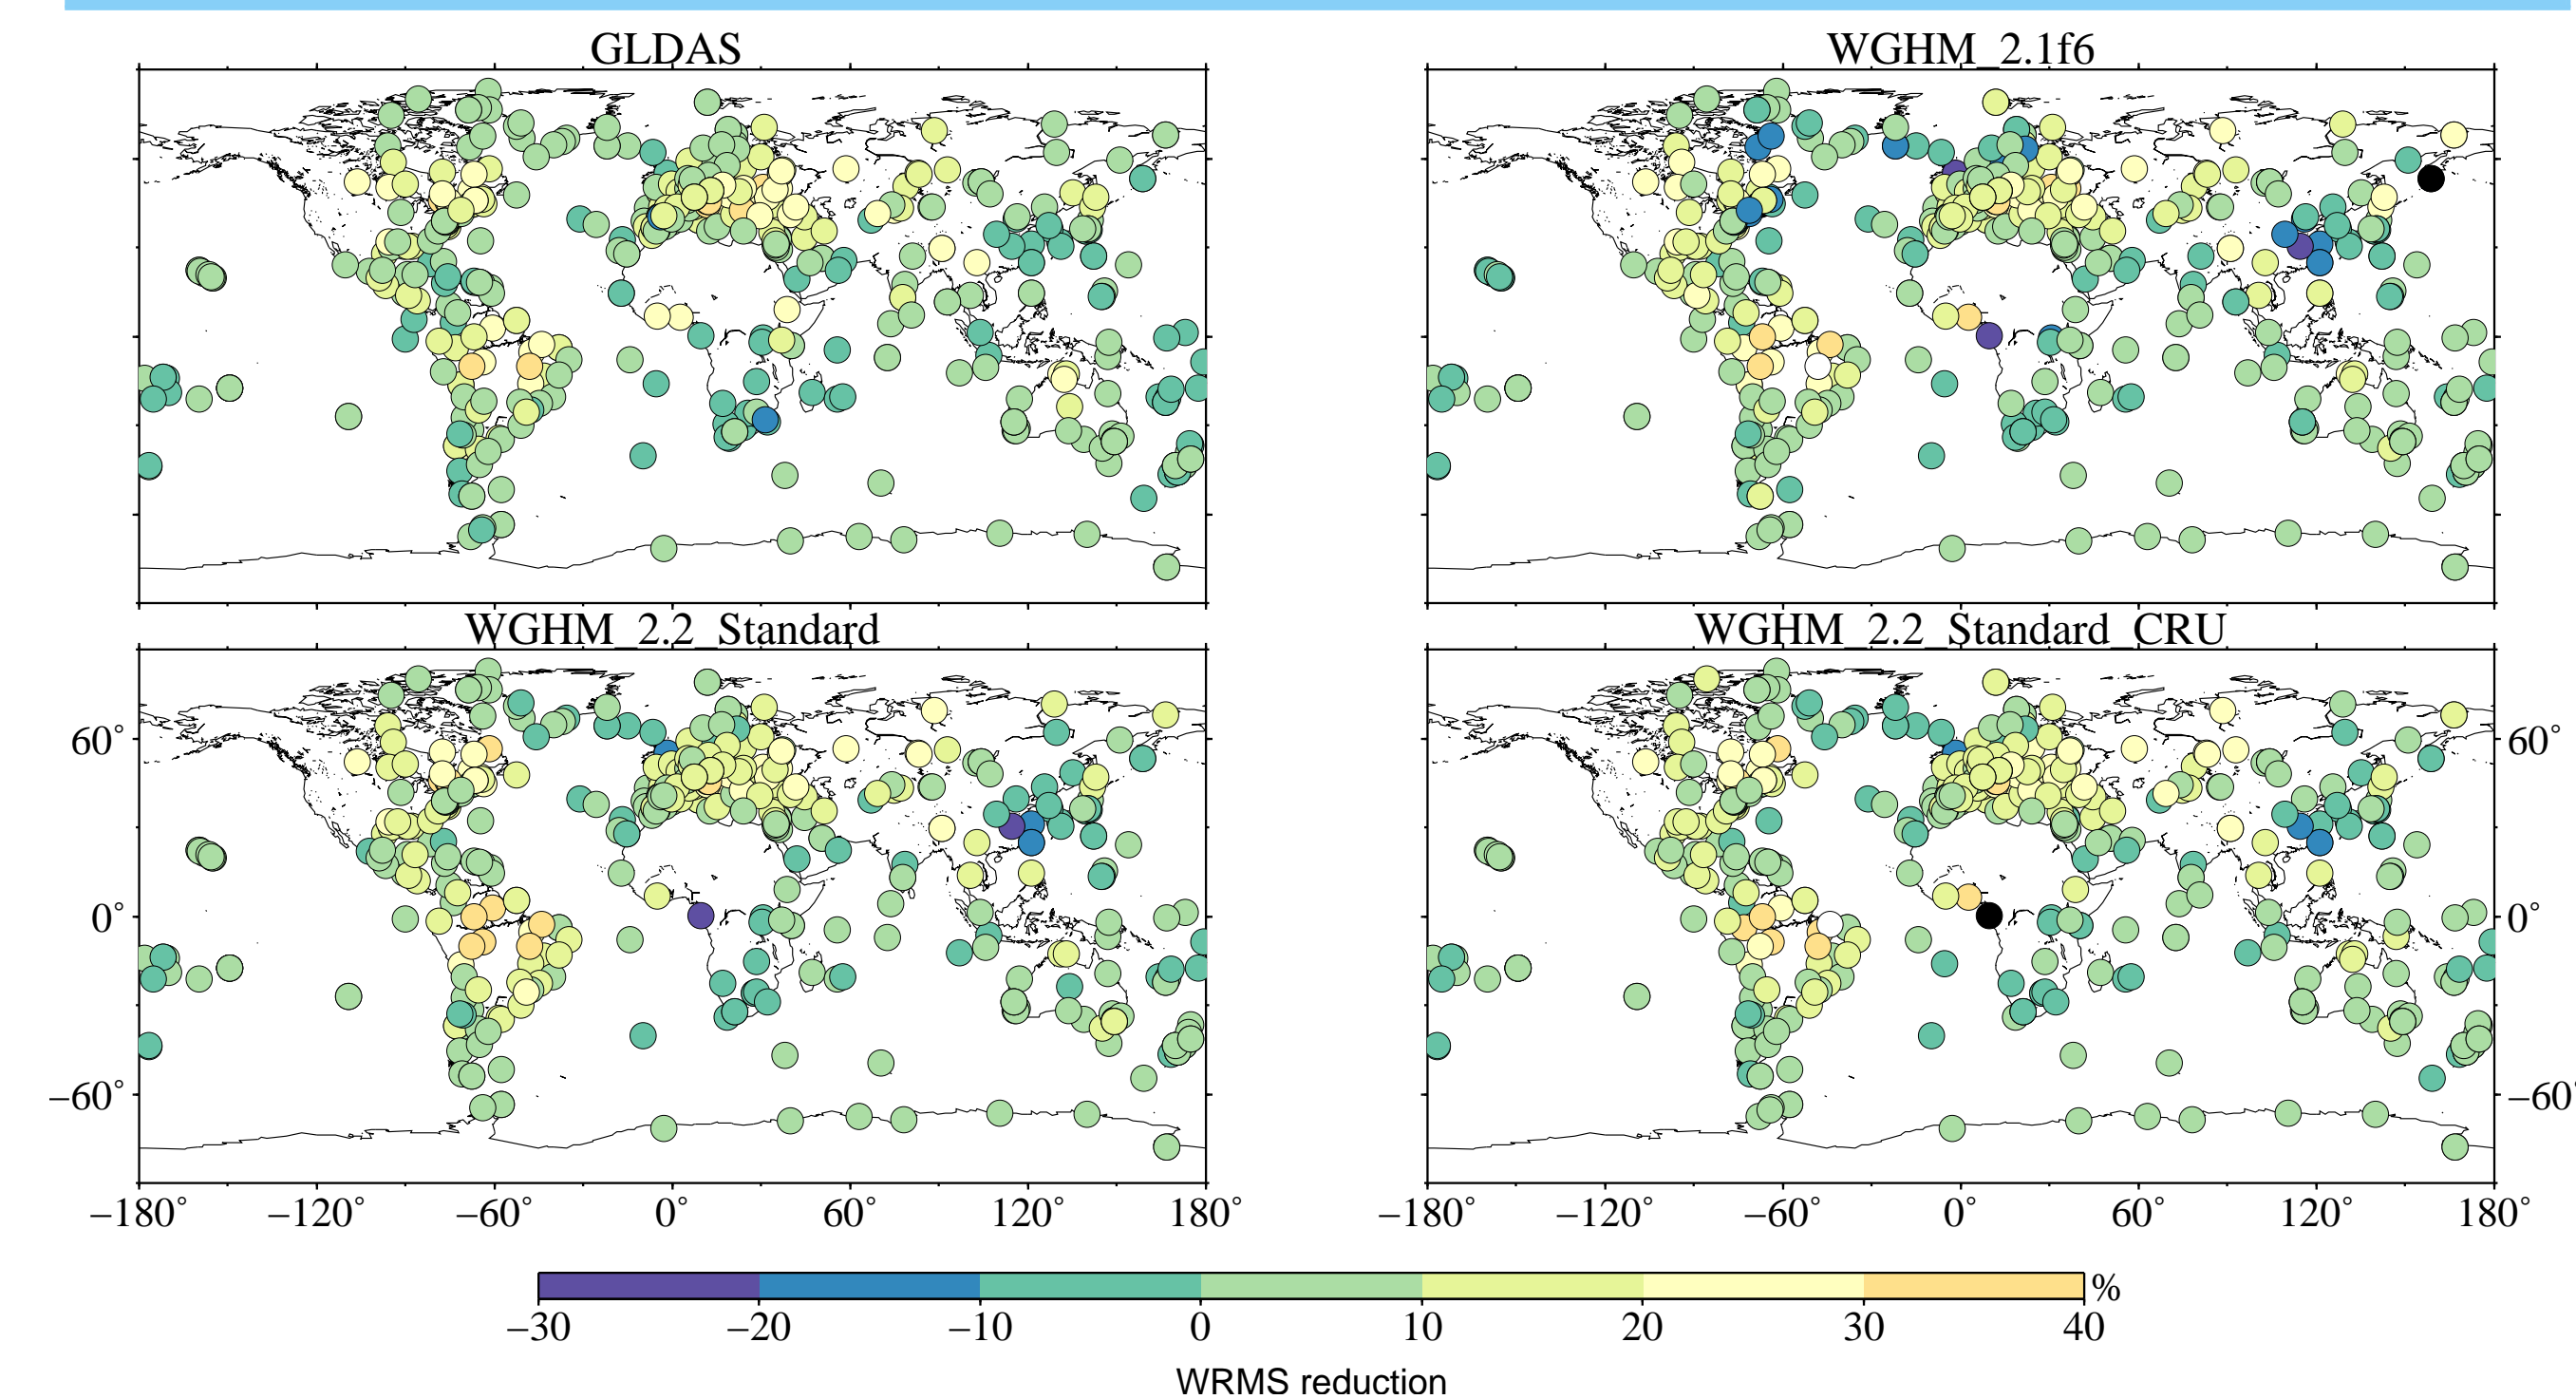 GLDAS
WGHM_2.1f6
WGHM_2.2_Standard
WGHM_2.2_Standard_CRU
60°
0°
−60°
60°
0°
−60°
−180° −120° −60° 0° 60° 120° 180°
−180° −120° −60° 0° 60° 120° 180°
%
−30 −20 −10 0 10 20 30 40
WRMS reduction